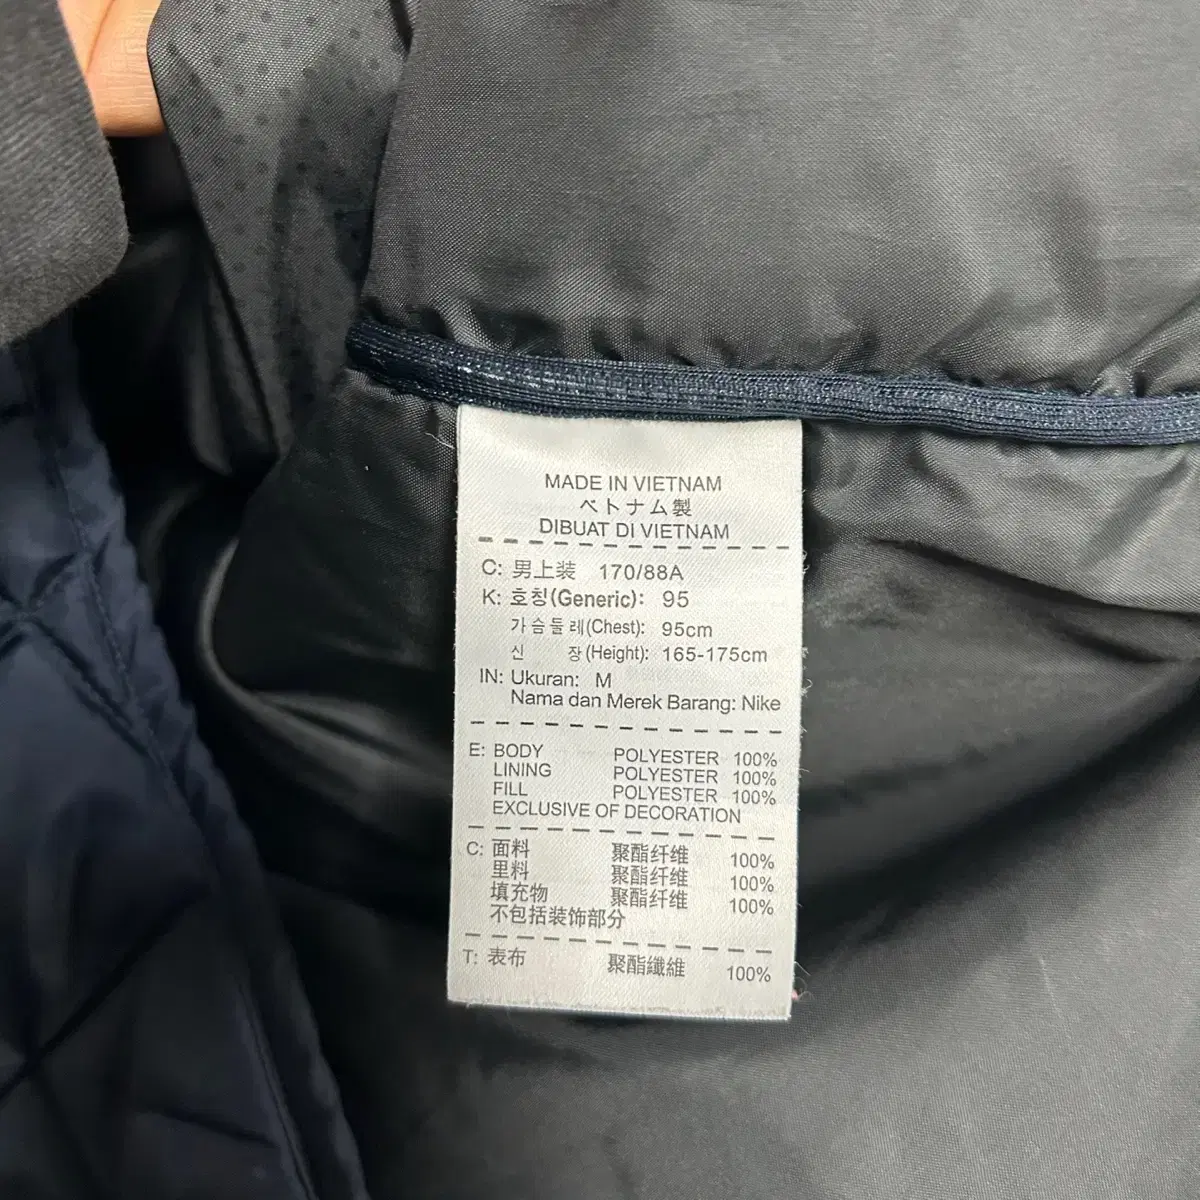 MADE IN VIETNAM
ベトナム製
DIBUAT DI VIETNAM
C: 男上装 170/88A
K: 호칭(Generic): 95
가슴둘레(Chest): 95cm
신 장(Height): 165-175cm
IN: Ukuran: M
Nama dan Merek Barang: Nike
E: BODY POLYESTER 100%
LINING POLYESTER 100%
FILL POLYESTER 100%
EXCLUSIVE OF DECORATION
C: 面料 聚酯纤维 100%
里料 聚酯纤维 100%
填充物 聚酯纤维 100%
不包括装饰部分
T: 表布 聚酯纖維 100%